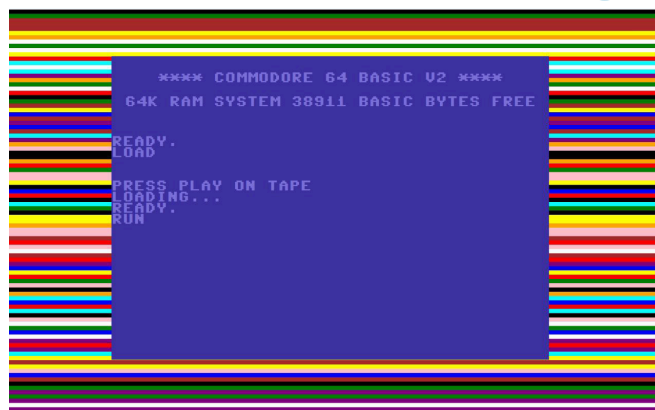 **** COMMODORE 64 BASIC V2 ****
64K RAM SYSTEM 38911 BASIC BYTES FREE
READY.
LOAD
PRESS PLAY ON TAPE
LOADING...
READY.
RUN